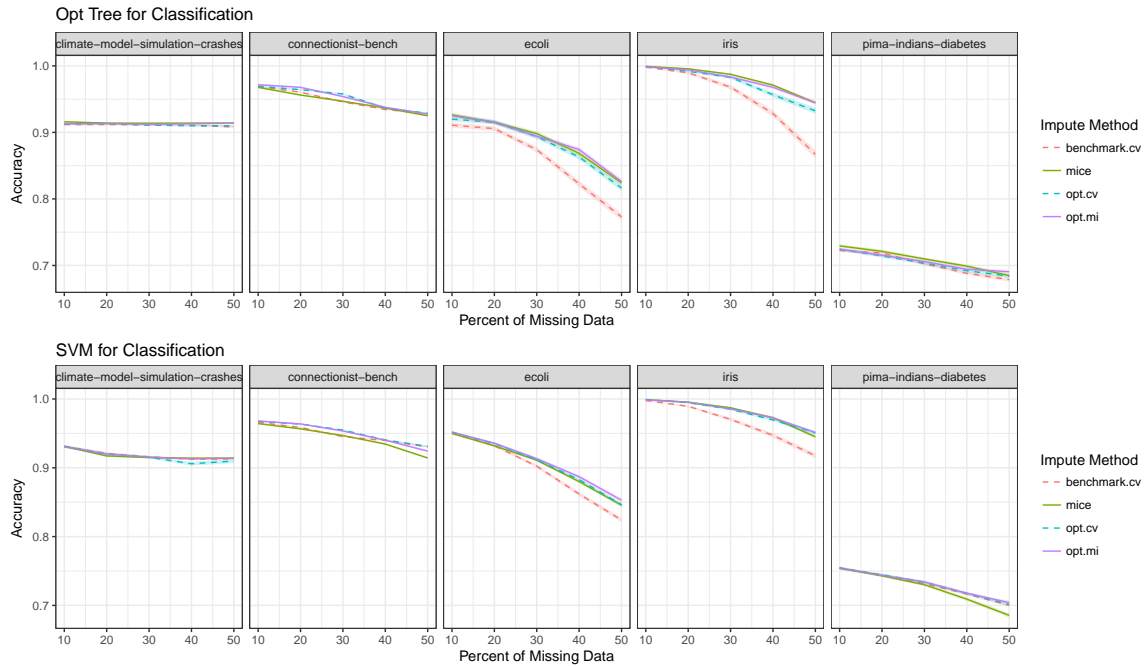 Opt Tree for Classification
climate−model−simulation−crashes connectionist−bench ecoli iris pima−indians−diabetes
1.0
0.9
0.8
0.7
Accuracy
10 20 30 40 50 10 20 30 40 50 10 20 30 40 50 10 20 30 40 50 10 20 30 40 50
Percent of Missing Data
Impute Method
benchmark.cv
mice
opt.cv
opt.mi
SVM for Classification
climate−model−simulation−crashes connectionist−bench ecoli iris pima−indians−diabetes
1.0
0.9
0.8
0.7
Accuracy
10 20 30 40 50 10 20 30 40 50 10 20 30 40 50 10 20 30 40 50 10 20 30 40 50
Percent of Missing Data
Impute Method
benchmark.cv
mice
opt.cv
opt.mi